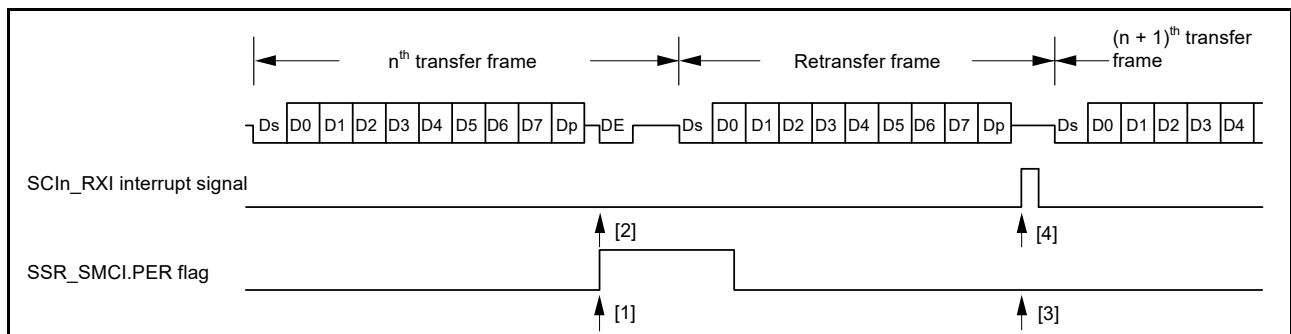 nth transfer frame
Retransfer frame
(n + 1)th transfer
frame
Ds D0 D1 D2 D3 D4 D5 D6 D7 Dp DE Ds D0 D1 D2 D3 D4 D5 D6 D7 Dp Ds D0 D1 D2 D3 D4
SCIn_RXI interrupt signal
[2] [4]
SSR_SMCI.PER flag
[1] [3]